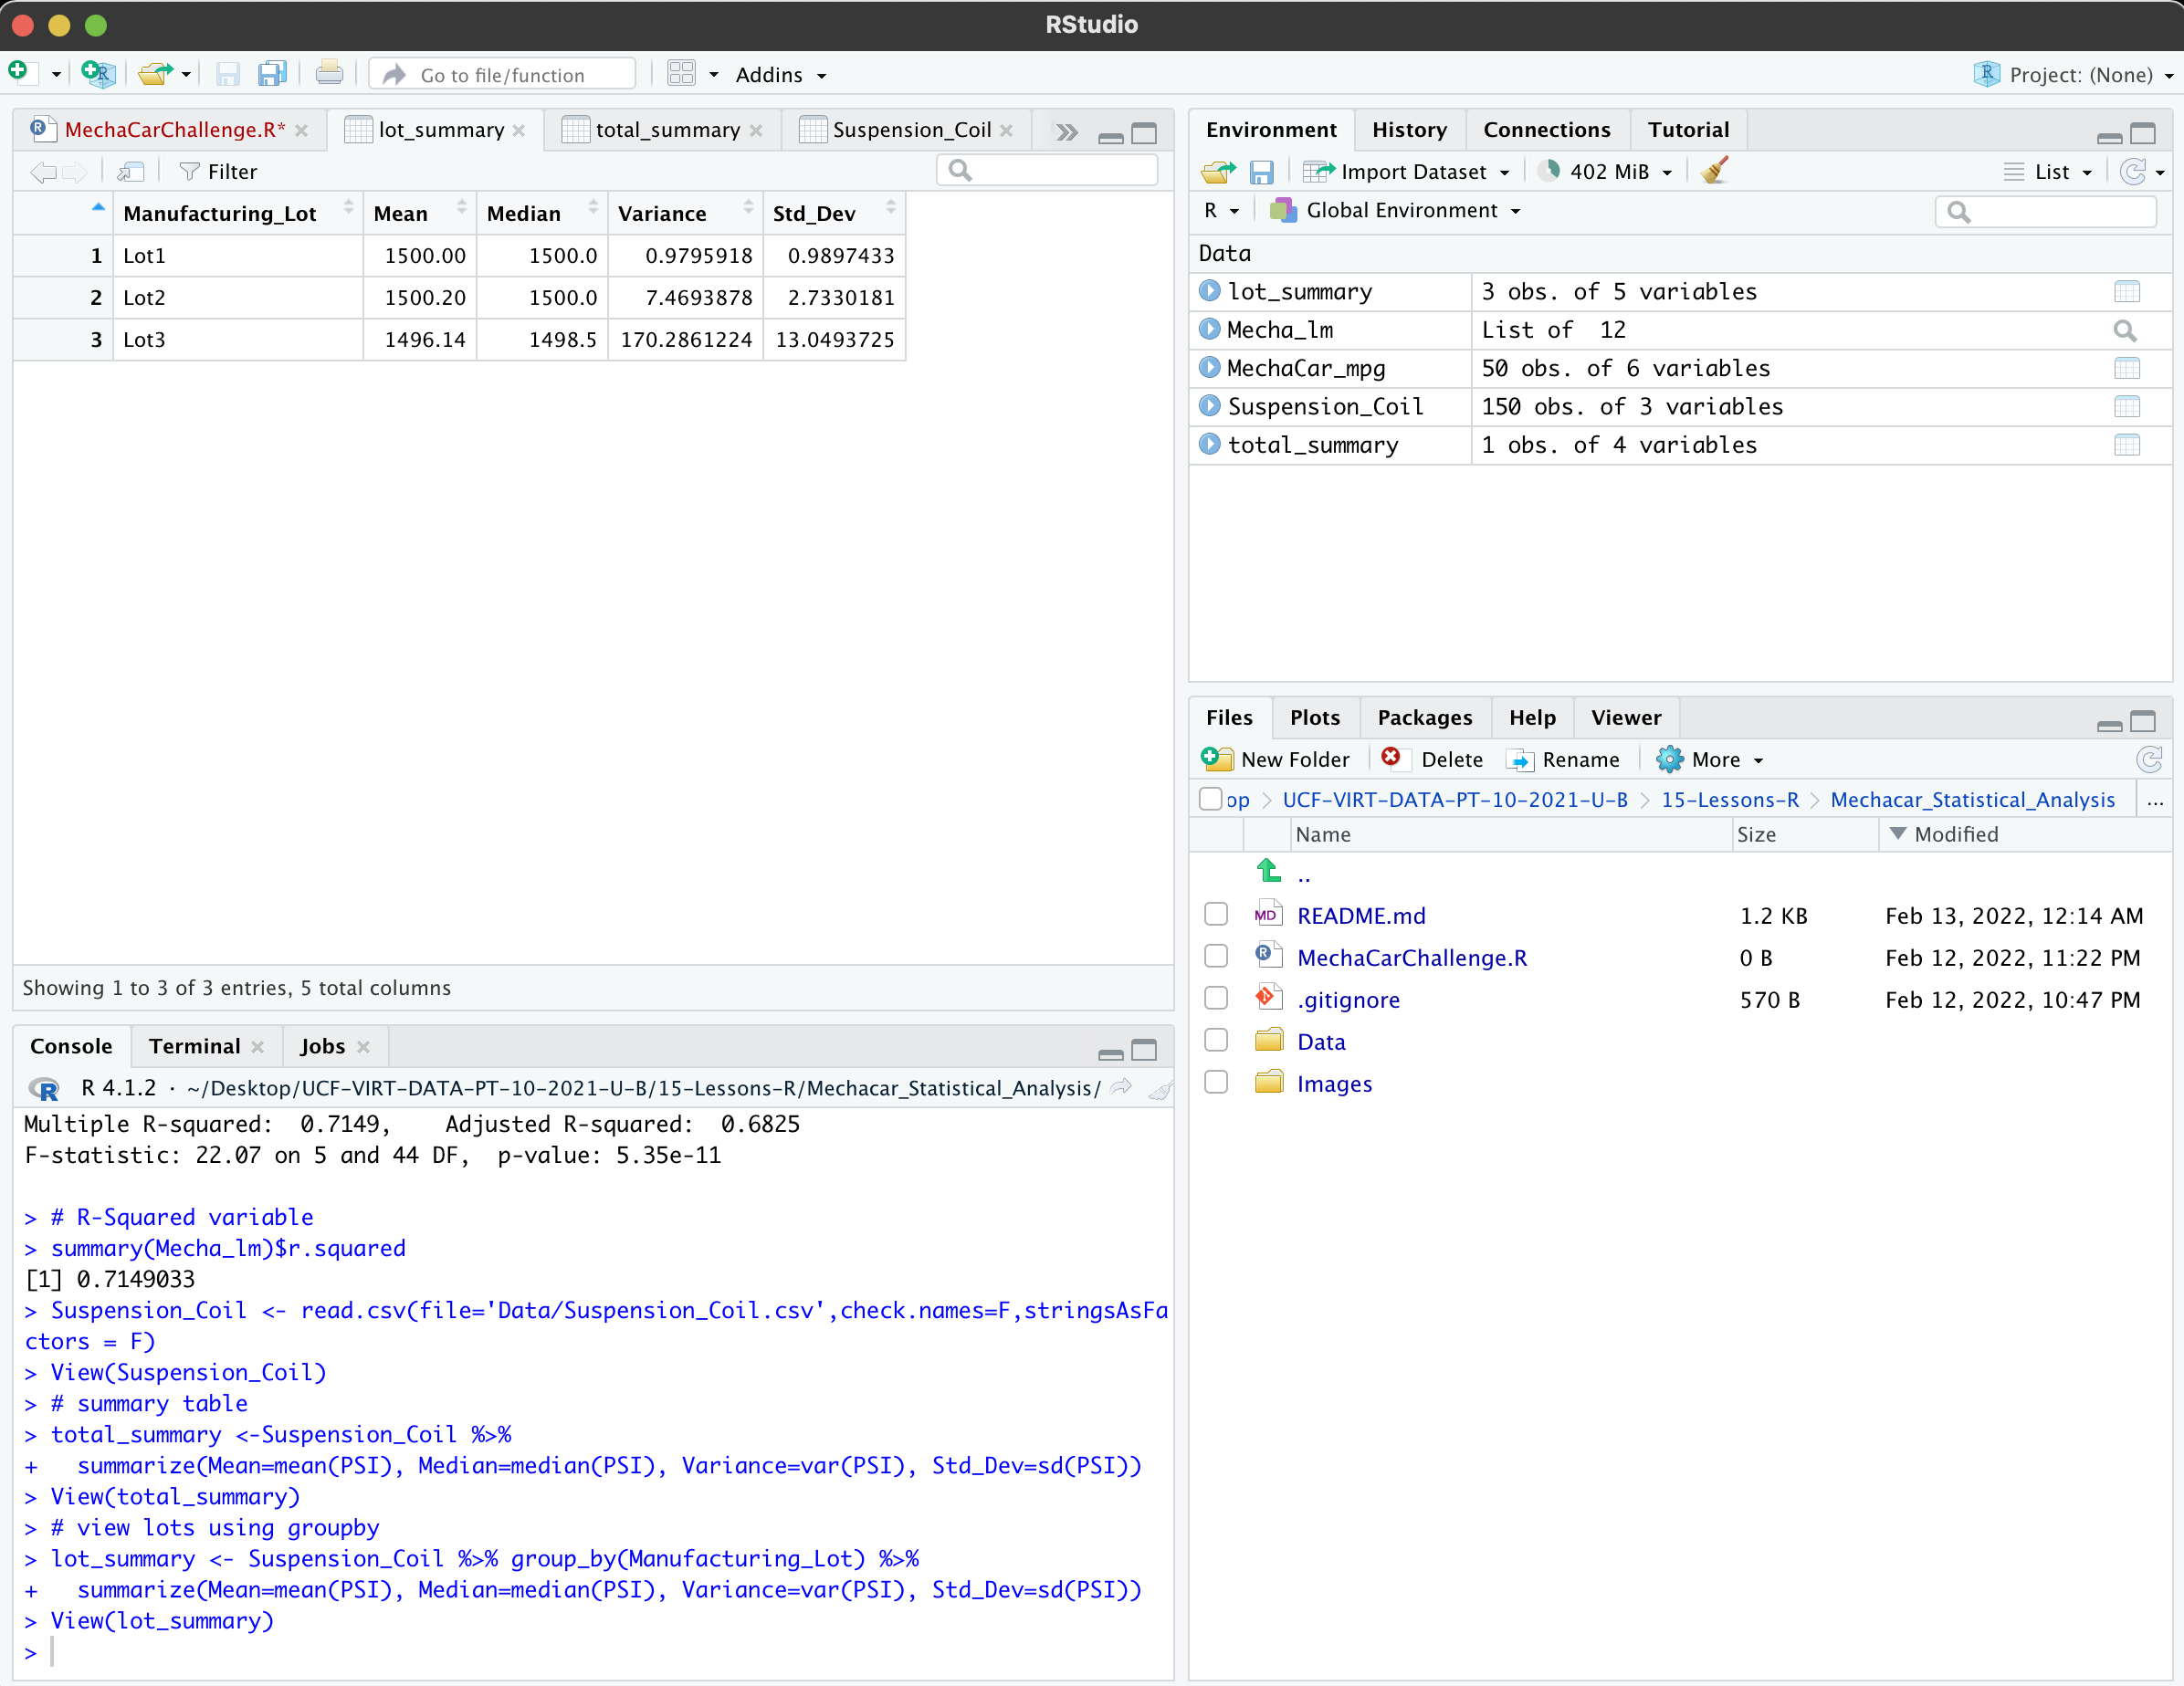 RStudio
Go to file/function
Addins
Project: (None)
MechaCarChallenge.R*
lot_summary
total_summary
Suspension_Coil
Filter
Manufacturing_Lot Mean Median Variance Std_Dev
1 Lot1 1500.00 1500.0 0.9795918 0.9897433
2 Lot2 1500.20 1500.0 7.4693878 2.7330181
3 Lot3 1496.14 1498.5 170.2861224 13.0493725
Showing 1 to 3 of 3 entries, 5 total columns
Console Terminal Jobs
R 4.1.2 · ~/Desktop/UCF-VIRT-DATA-PT-10-2021-U-B/15-Lessons-R/Mechacar_Statistical_Analysis/
Multiple R-squared:  0.7149,    Adjusted R-squared:  0.6825
F-statistic: 22.07 on 5 and 44 DF,  p-value: 5.35e-11
> # R-Squared variable
> summary(Mecha_lm)$r.squared
[1] 0.7149033
> Suspension_Coil <- read.csv(file='Data/Suspension_Coil.csv',check.names=F,stringsAsFa
ctors = F)
> View(Suspension_Coil)
> # summary table
> total_summary <-Suspension_Coil %>%
+   summarize(Mean=mean(PSI), Median=median(PSI), Variance=var(PSI), Std_Dev=sd(PSI))
> View(total_summary)
> # view lots using groupby
> lot_summary <- Suspension_Coil %>% group_by(Manufacturing_Lot) %>%
+   summarize(Mean=mean(PSI), Median=median(PSI), Variance=var(PSI), Std_Dev=sd(PSI))
> View(lot_summary)
>
Environment History Connections Tutorial
Import Dataset 402 MiB List
R Global Environment
Data
lot_summary 3 obs. of 5 variables
Mecha_lm List of  12
MechaCar_mpg 50 obs. of 6 variables
Suspension_Coil 150 obs. of 3 variables
total_summary 1 obs. of 4 variables
Files Plots Packages Help Viewer
New Folder Delete Rename More
op > UCF-VIRT-DATA-PT-10-2021-U-B > 15-Lessons-R > Mechacar_Statistical_Analysis ...
Name Size Modified
..
MD README.md 1.2 KB Feb 13, 2022, 12:14 AM
MechaCarChallenge.R 0 B Feb 12, 2022, 11:22 PM
.gitignore 570 B Feb 12, 2022, 10:47 PM
Data
Images